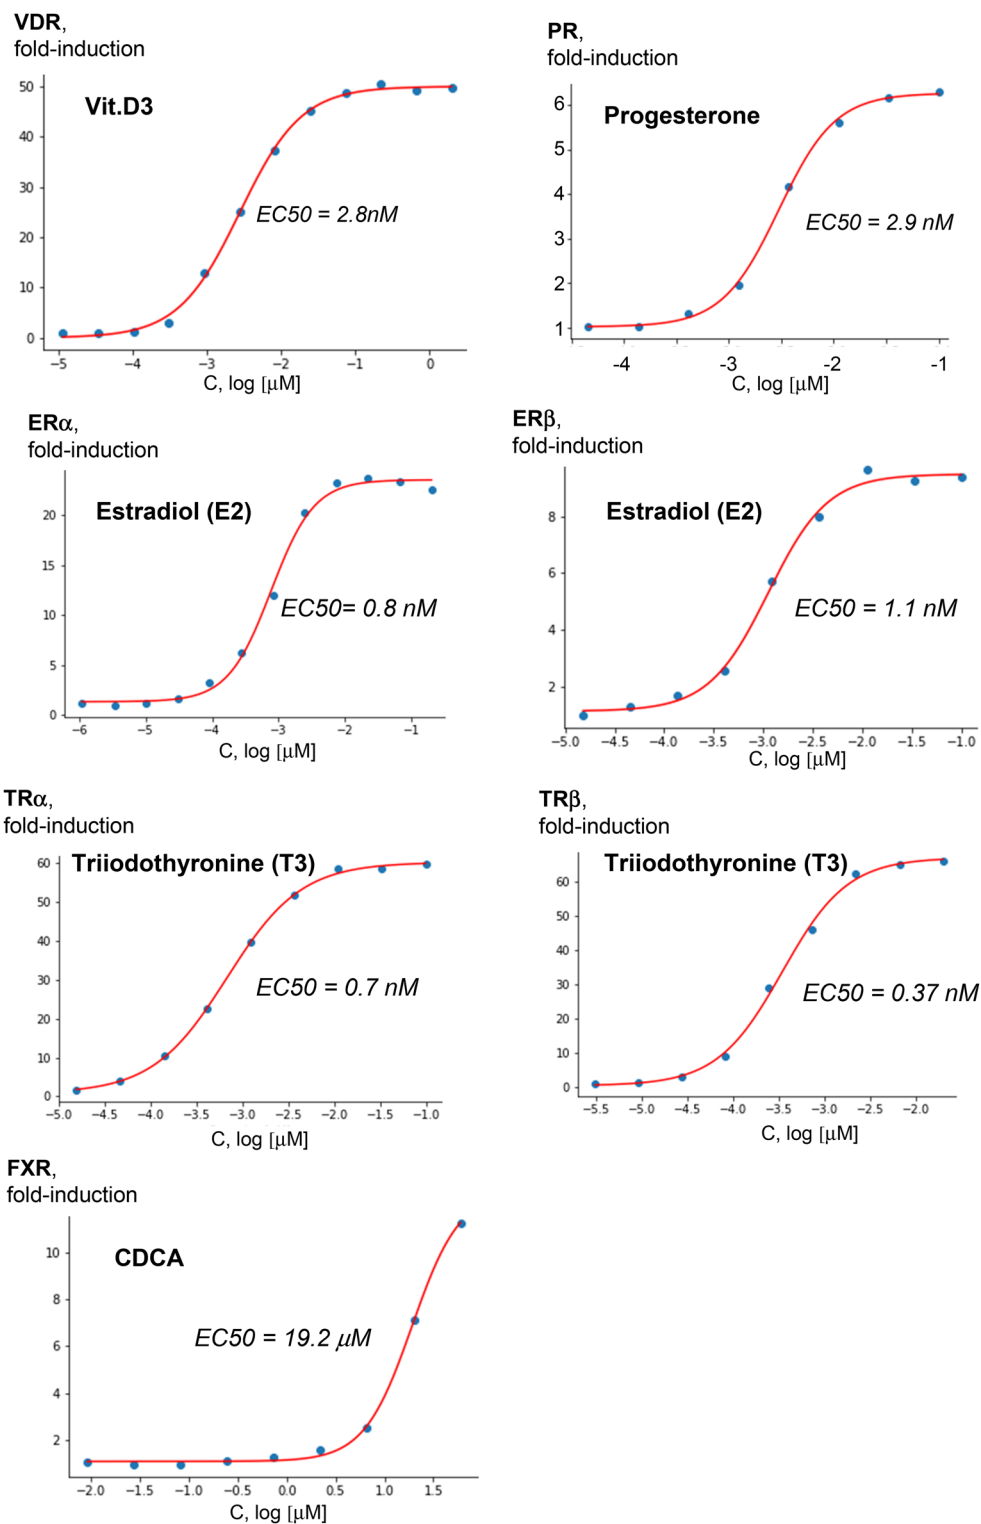 VDR,
fold-induction
50
40
30
20
10
0
Vit.D3
EC50 = 2.8nM
−5 −4 −3 −2 −1 0
C, log [μM]
PR,
fold-induction
6
5
4
3
2
1
Progesterone
EC50 = 2.9 nM
-4 -3 -2 -1
C, log [μM]
ERα,
fold-induction
20
15
10
5
0
Estradiol (E2)
EC50= 0.8 nM
−6 −5 −4 −3 −2 −1
C, log [μM]
ERβ,
fold-induction
8
6
4
2
Estradiol (E2)
EC50 = 1.1 nM
−5.0 −4.5 −4.0 −3.5 −3.0 −2.5 −2.0 −1.5 −1.0
C, log [μM]
TRα,
fold-induction
60
50
40
30
20
10
0
Triiodothyronine (T3)
EC50 = 0.7 nM
−5.0 −4.5 −4.0 −3.5 −3.0 −2.5 −2.0 −1.5 −1.0
C, log [μM]
TRβ,
fold-induction
60
50
40
30
20
10
0
Triiodothyronine (T3)
EC50 = 0.37 nM
−5.5 −5.0 −4.5 −4.0 −3.5 −3.0 −2.5 −2.0
C, log [μM]
FXR,
fold-induction
10
8
6
4
2
CDCA
EC50 = 19.2 μM
−2.0 −1.5 −1.0 −0.5 0.0 0.5 1.0 1.5
C, log [μM]